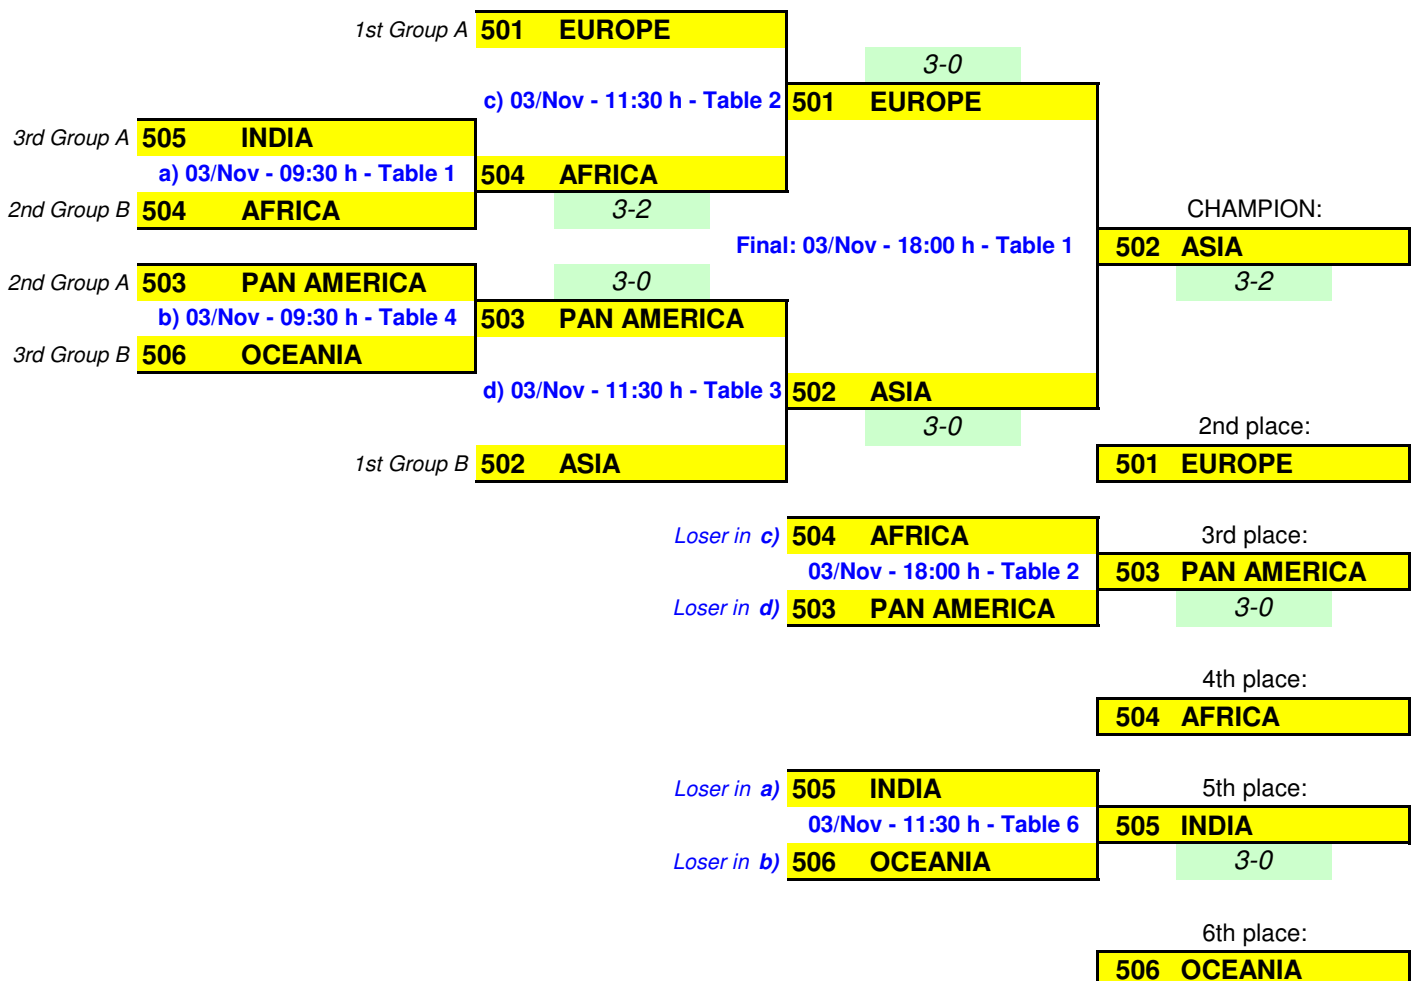 1st Group A 501 EUROPE
3-0
c) 03/Nov - 11:30 h - Table 2 501 EUROPE
3rd Group A 505 INDIA
a) 03/Nov - 09:30 h - Table 1 504 AFRICA
2nd Group B 504 AFRICA 3-2 CHAMPION:
Final: 03/Nov - 18:00 h - Table 1 502 ASIA
2nd Group A 503 PAN AMERICA 3-0 3-2
b) 03/Nov - 09:30 h - Table 4 503 PAN AMERICA
3rd Group B 506 OCEANIA
d) 03/Nov - 11:30 h - Table 3 502 ASIA
3-0 2nd place:
1st Group B 502 ASIA 501 EUROPE
Loser in c) 504 AFRICA 3rd place:
03/Nov - 18:00 h - Table 2 503 PAN AMERICA
Loser in d) 503 PAN AMERICA 3-0
4th place:
504 AFRICA
Loser in a) 505 INDIA 5th place:
03/Nov - 11:30 h - Table 6 505 INDIA
Loser in b) 506 OCEANIA 3-0
6th place:
506 OCEANIA